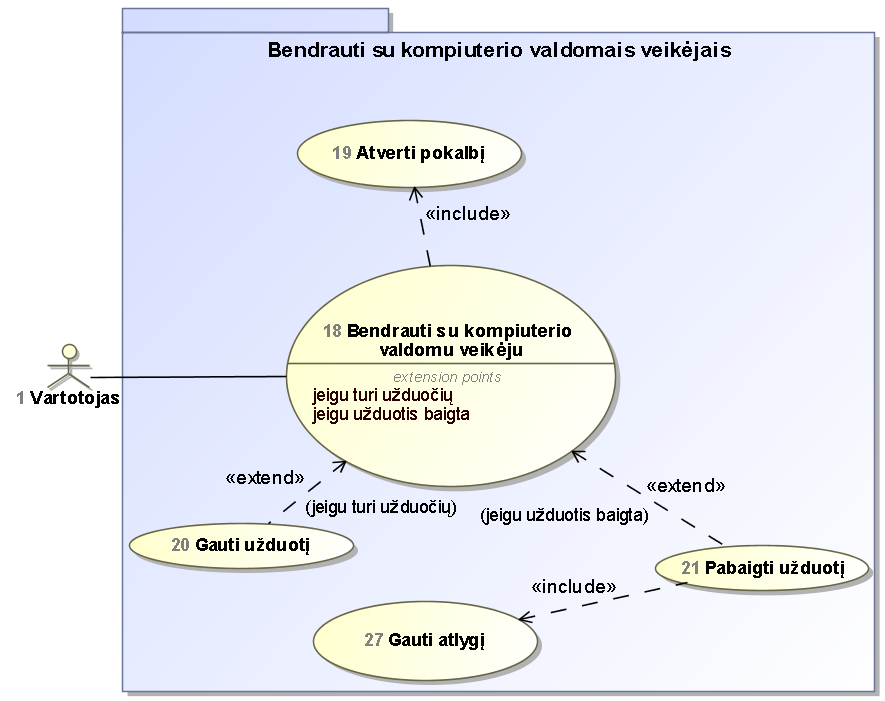 Bendrauti su kompiuterio valdomais veikėjais
19 Atverti pokalbį
«include»
18 Bendrauti su kompiuterio
valdomu veikėju
extension points
jeigu turi užduočių
jeigu užduotis baigta
1 Vartotojas
«extend»
(jeigu turi užduočių)
«extend»
(jeigu užduotis baigta)
20 Gauti užduotį
21 Pabaigti užduotį
«include»
27 Gauti atlygį